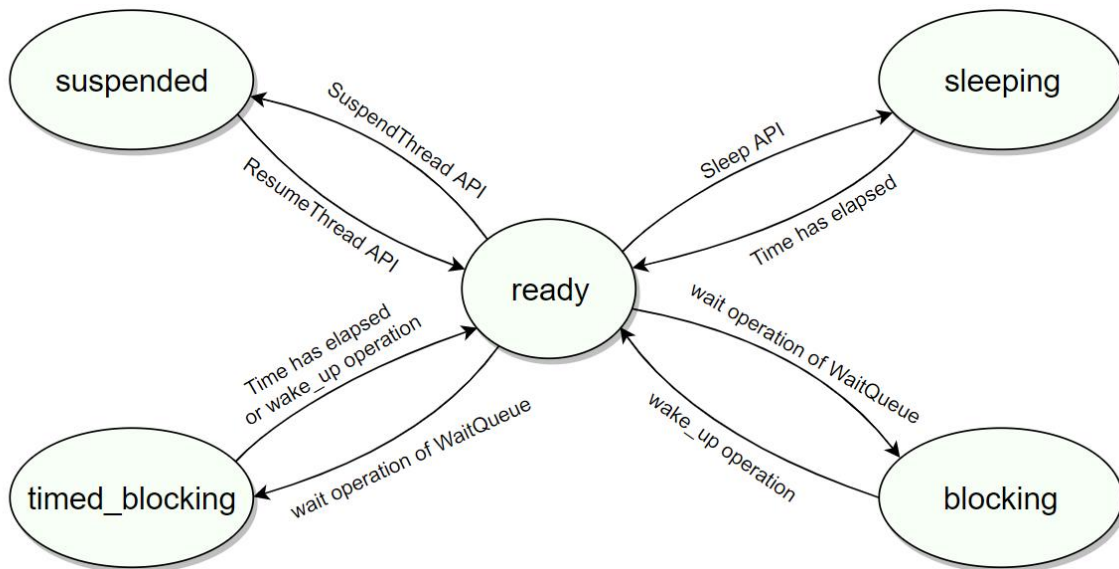 suspended
sleeping
SuspendThread API
ResumeThread API
Sleep API
Time has elapsed
ready
Time has elapsed
or wake_up operation
wait operation of WaitQueue
wait operation of WaitQueue
wake_up operation
timed_blocking
blocking